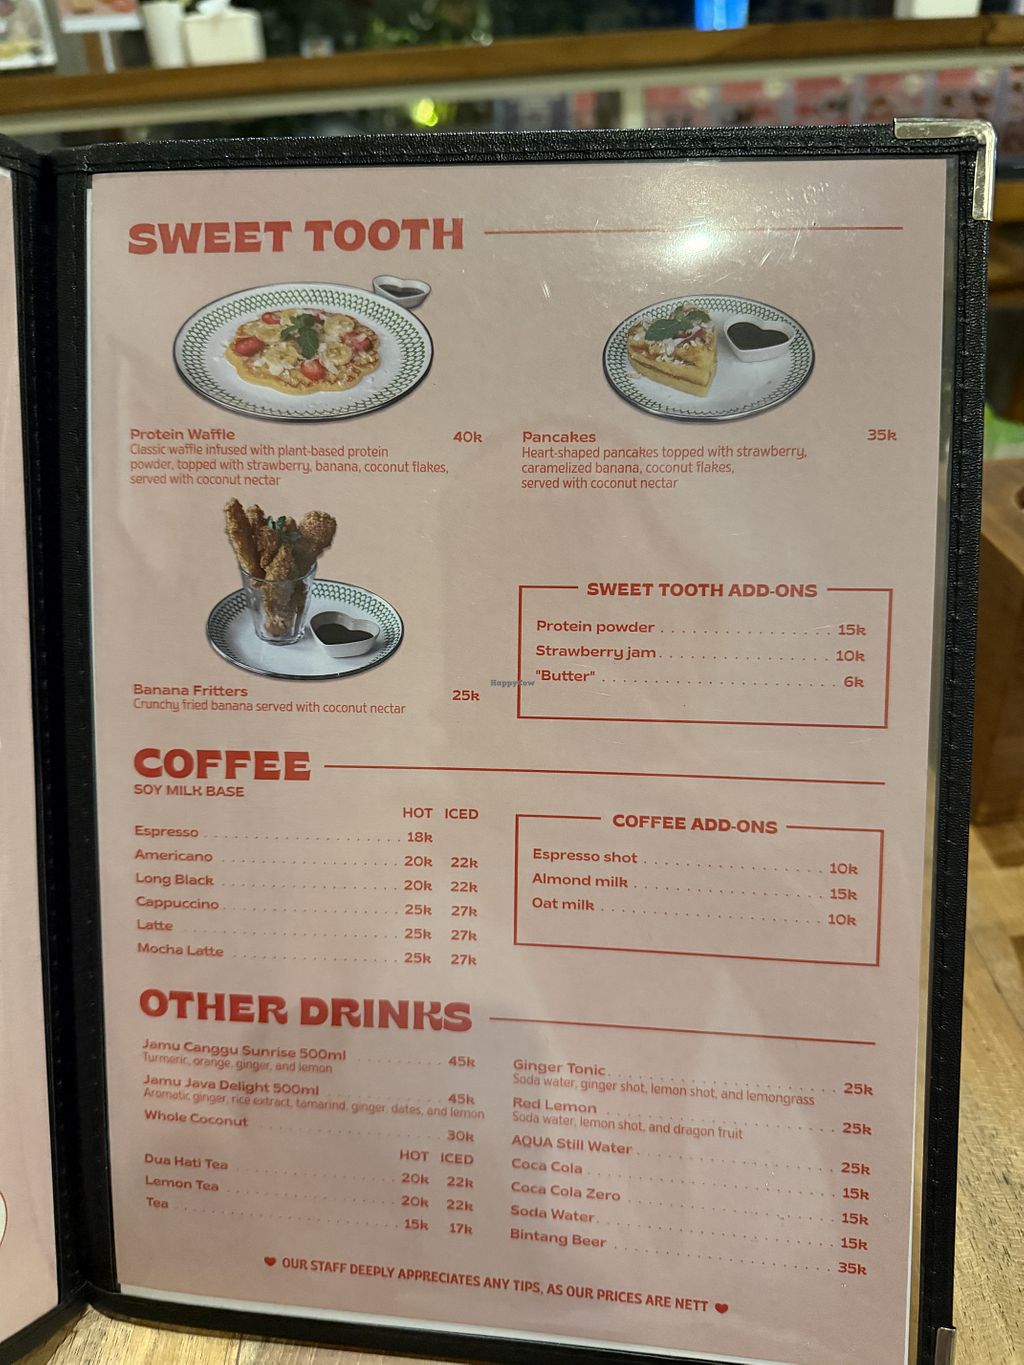 SWEET TOOTH
Protein Waffle 40k
Classic waffle infused with plant-based protein
powder, topped with strawberry, banana, coconut flakes,
served with coconut nectar
Pancakes 35k
Heart-shaped pancakes topped with strawberry,
caramelized banana, coconut flakes,
served with coconut nectar
Banana Fritters 25k
Crunchy fried banana served with coconut nectar
SWEET TOOTH ADD-ONS
Protein powder 15k
Strawberry jam 10k
"Butter" 6k
HappyCow
COFFEE
SOY MILK BASE
HOT ICED
Espresso 18k
Americano 20k 22k
Long Black 20k 22k
Cappuccino 25k 27k
Latte 25k 27k
Mocha Latte 25k 27k
COFFEE ADD-ONS
Espresso shot 10k
Almond milk 15k
Oat milk 10k
OTHER DRINKS
Jamu Canggu Sunrise 500ml 45k
Turmeric, orange, ginger, and lemon
Jamu Java Delight 500ml 45k
Aromatic ginger, rice extract, tamarind, ginger, dates, and lemon
Whole Coconut 30k
HOT ICED
Dua Hati Tea 20k 22k
Lemon Tea 20k 22k
Tea 15k 17k
Ginger Tonic 25k
Soda water, ginger shot, lemon shot, and lemongrass
Red Lemon 25k
Soda water, lemon shot, and dragon fruit
AQUA Still Water 25k
Coca Cola 15k
Coca Cola Zero 15k
Soda Water 15k
Bintang Beer 35k
❤ OUR STAFF DEEPLY APPRECIATES ANY TIPS, AS OUR PRICES ARE NETT ❤